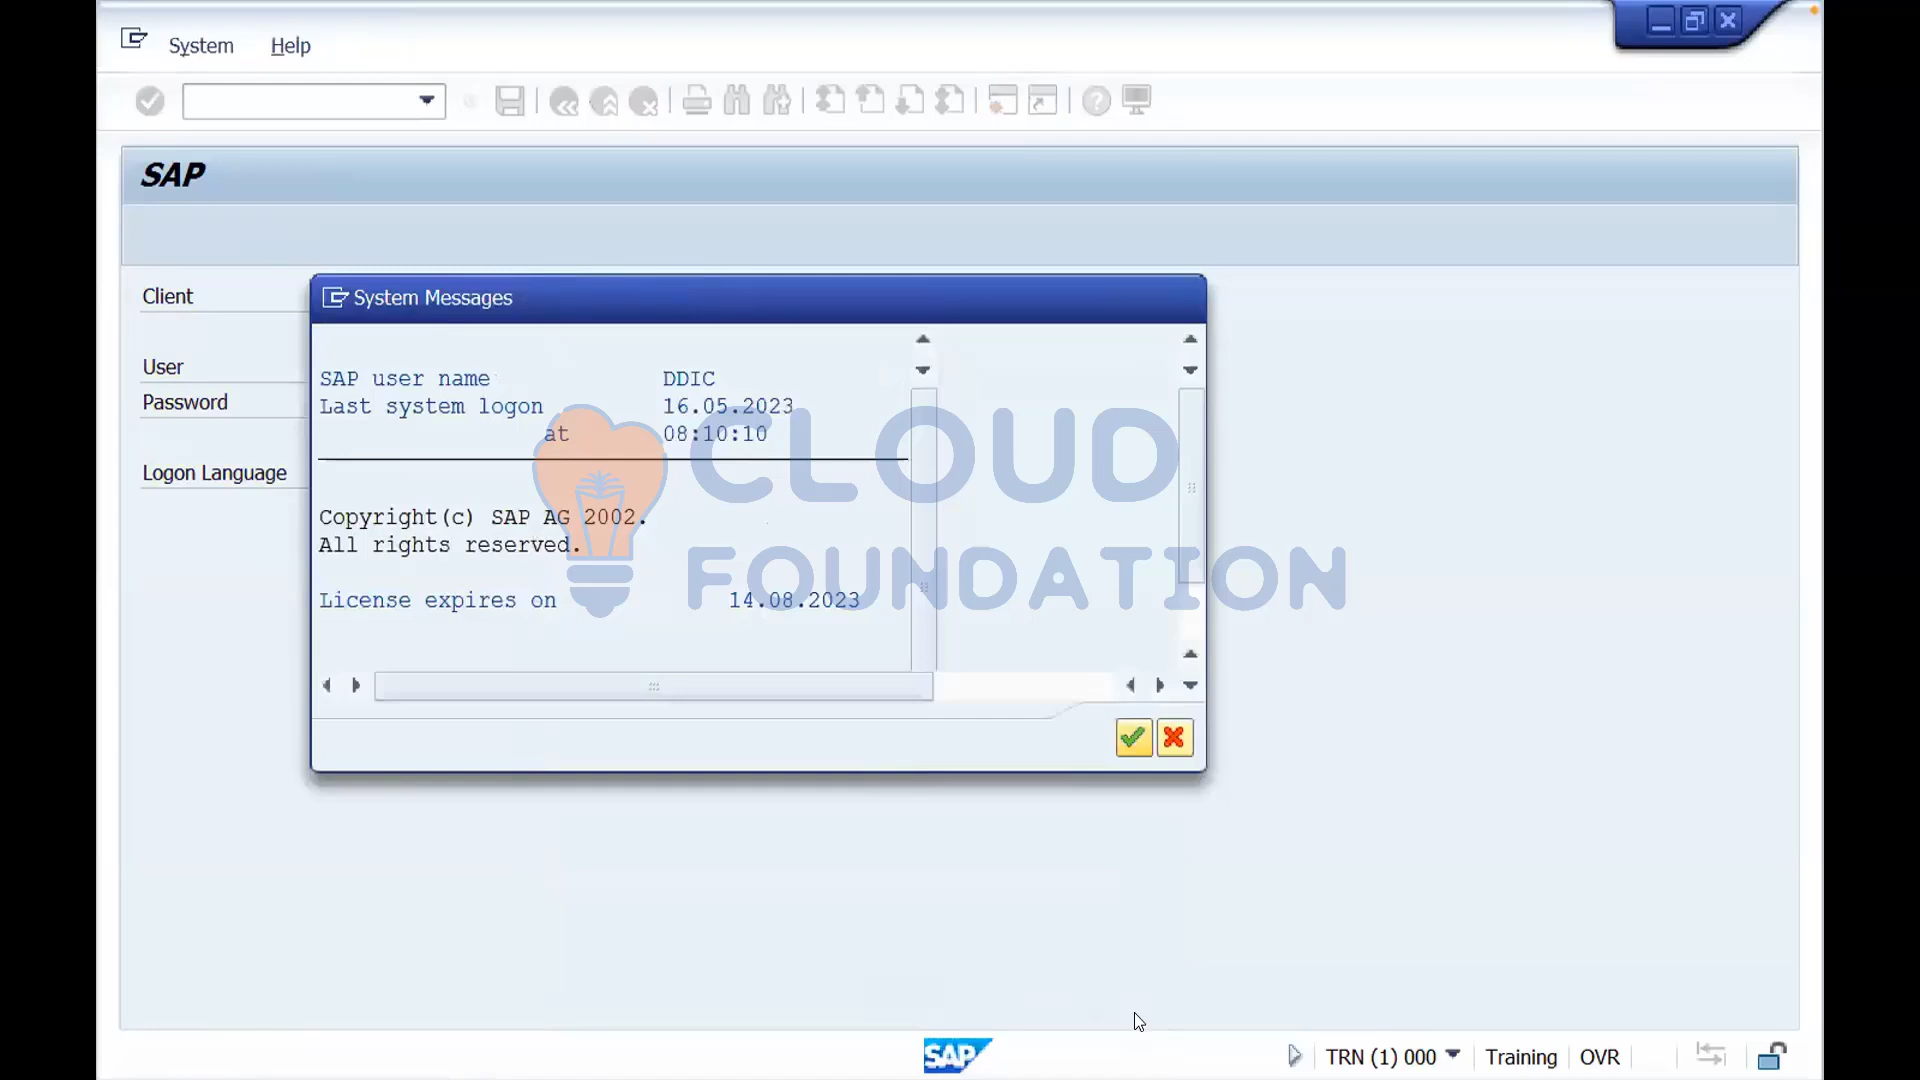 System Help
SAP
Client
System Messages
User
SAP user name DDIC
Password
Last system logon 16.05.2023
at 08:10:10
CLOUD
Logon Language
Copyright(c) SAP AG 2002.
All rights reserved.
FOUNDATION
License expires on 14.08.2023
SAP
TRN (1) 000 Training OVR